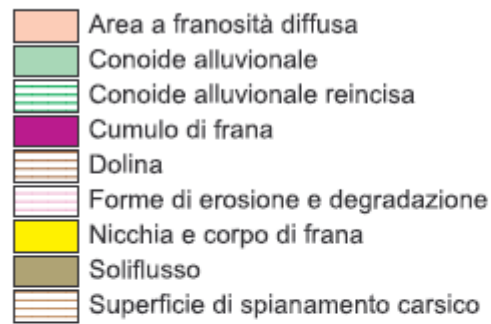 Area a franosità diffusa
Conoide alluvionale
Conoide alluvionale reincisa
Cumulo di frana
Dolina
Forme di erosione e degradazione
Nicchia e corpo di frana
Soliflusso
Superficie di spianamento carsico